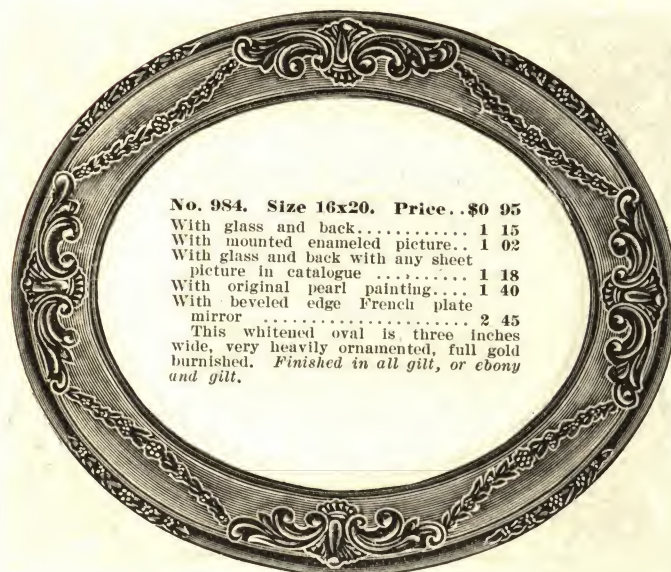 No. 984. Size 16x20. Price..$0 95
With glass and back............ 1 15
With mounted enameled picture.. 1 02
With glass and back with any sheet
picture in catalogue .......... 1 18
With original pearl painting.... 1 40
With beveled edge French plate
mirror ....................... 2 45
This whitened oval is three inches
wide, very heavily ornamented, full gold
burnished. Finished in all gilt, or ebony
and gilt.